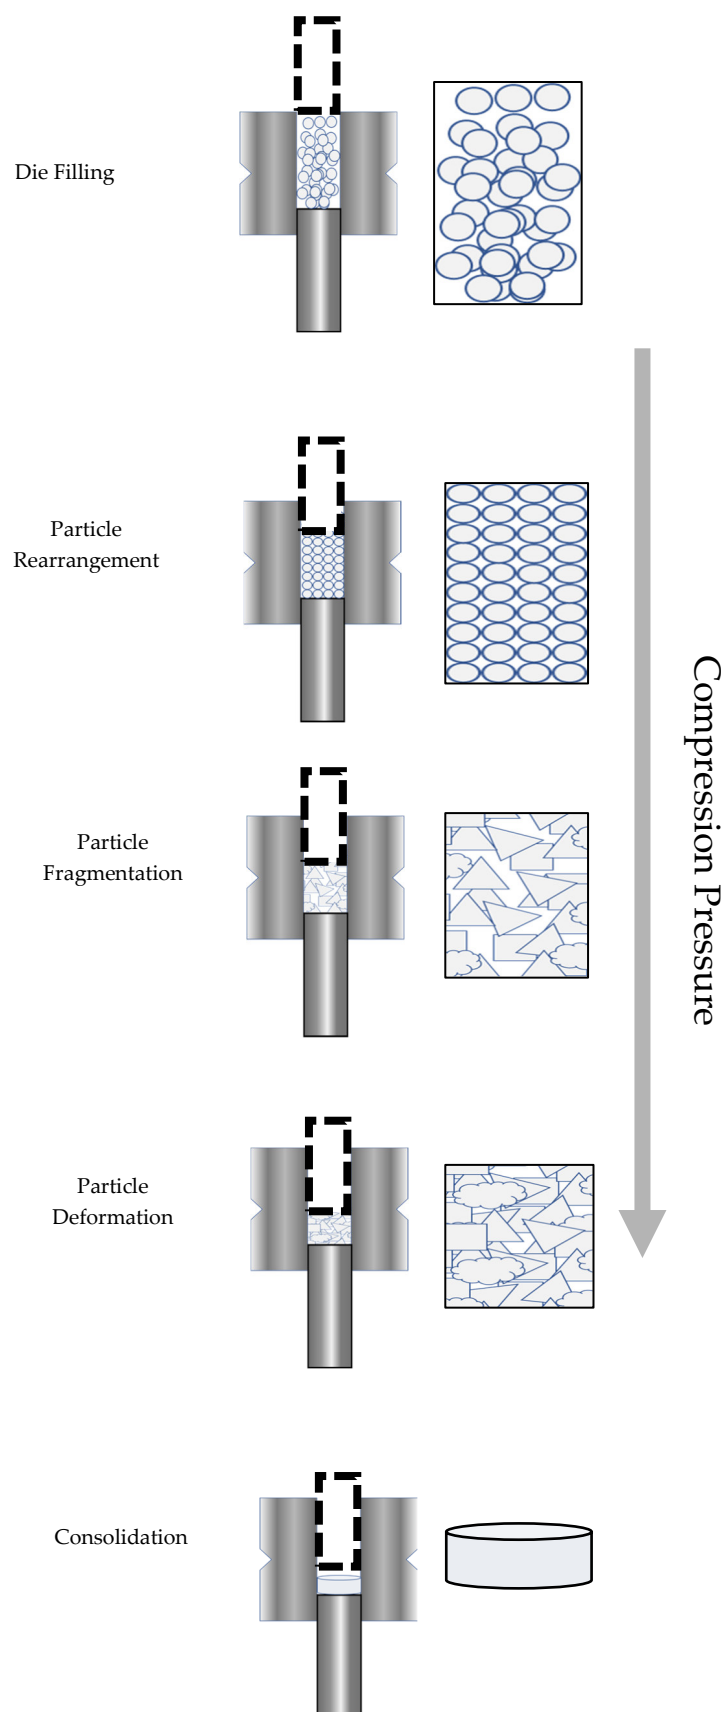 Die Filling
Particle
Rearrangement
Particle
Fragmentation
Compression Pressure
Particle
Deformation
Consolidation